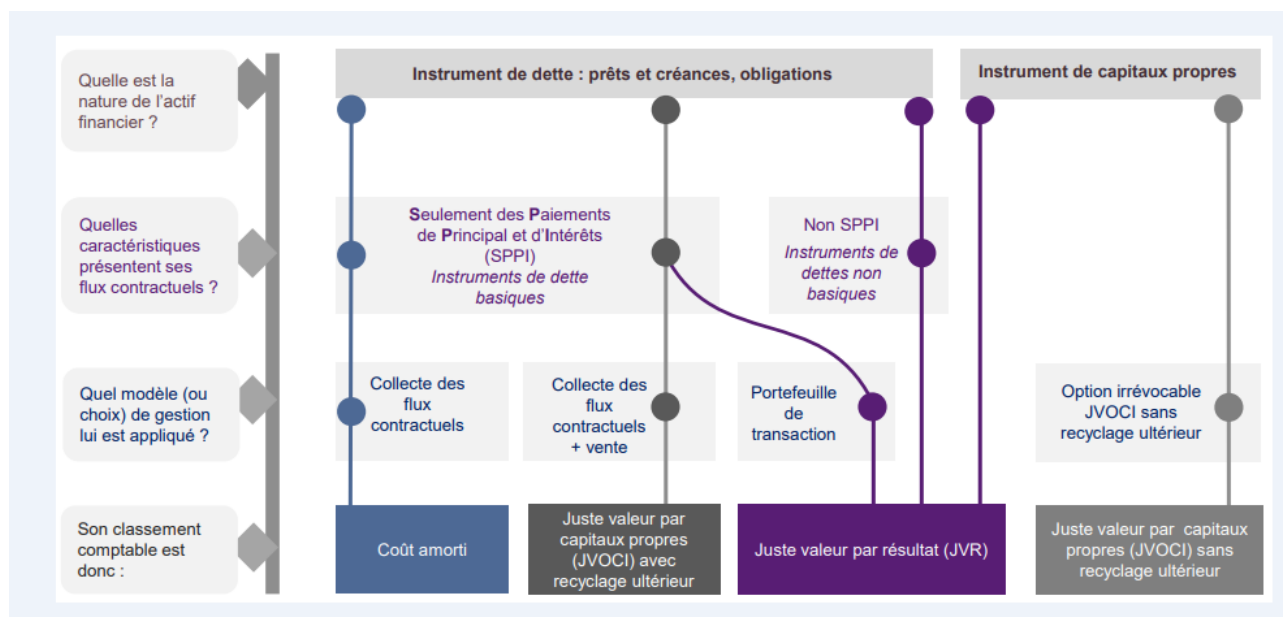 Quelle est la
nature de l'actif
financier ?
Instrument de dette : prêts et créances, obligations
Instrument de capitaux propres
Quelles
caractéristiques
présentent ses
flux contractuels ?
Seulement des Paiements
de Principal et d'Intérêts
(SPPI)
Instruments de dette
basiques
Non SPPI
Instruments de
dettes non
basiques
Quel modèle (ou
choix) de gestion
lui est appliqué ?
Collecte des
flux
contractuels
Collecte des
flux
contractuels
+ vente
Portefeuille
de
transaction
Option irrévocable
JVOCI sans
recyclage ultérieur
Son classement
comptable est
donc :
Coût amorti
Juste valeur par
capitaux propres
(JVOCI) avec
recyclage ultérieur
Juste valeur par résultat (JVR)
Juste valeur par capitaux
propres (JVOCI) sans
recyclage ultérieur